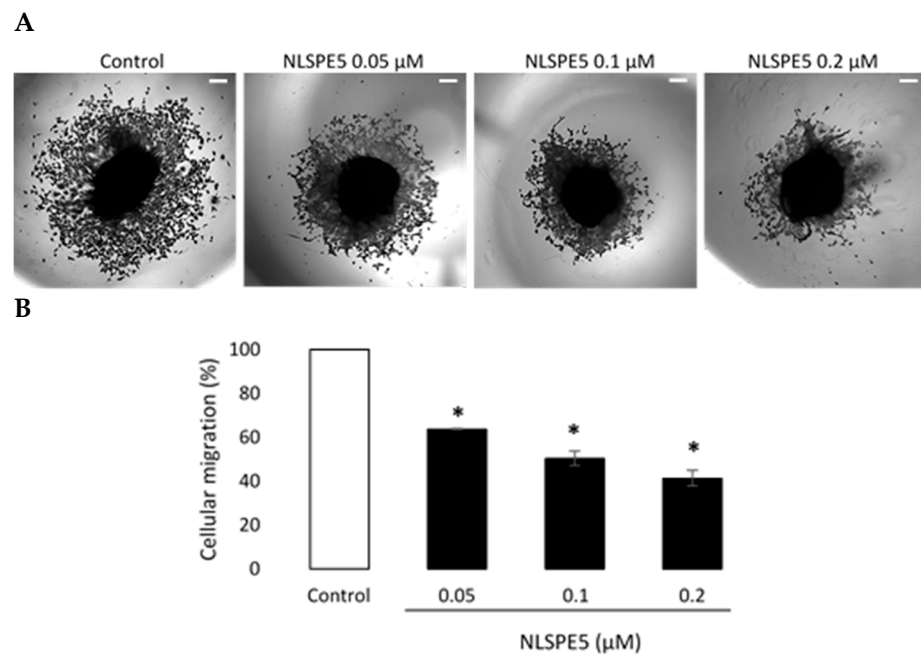 A
Control NLSPE5 0.05 µM NLSPE5 0.1 µM NLSPE5 0.2 µM
B
100
80
60
40
20
0
Cellular migration (%)
*
*
*
Control 0.05 0.1 0.2
NLSPE5 (µM)